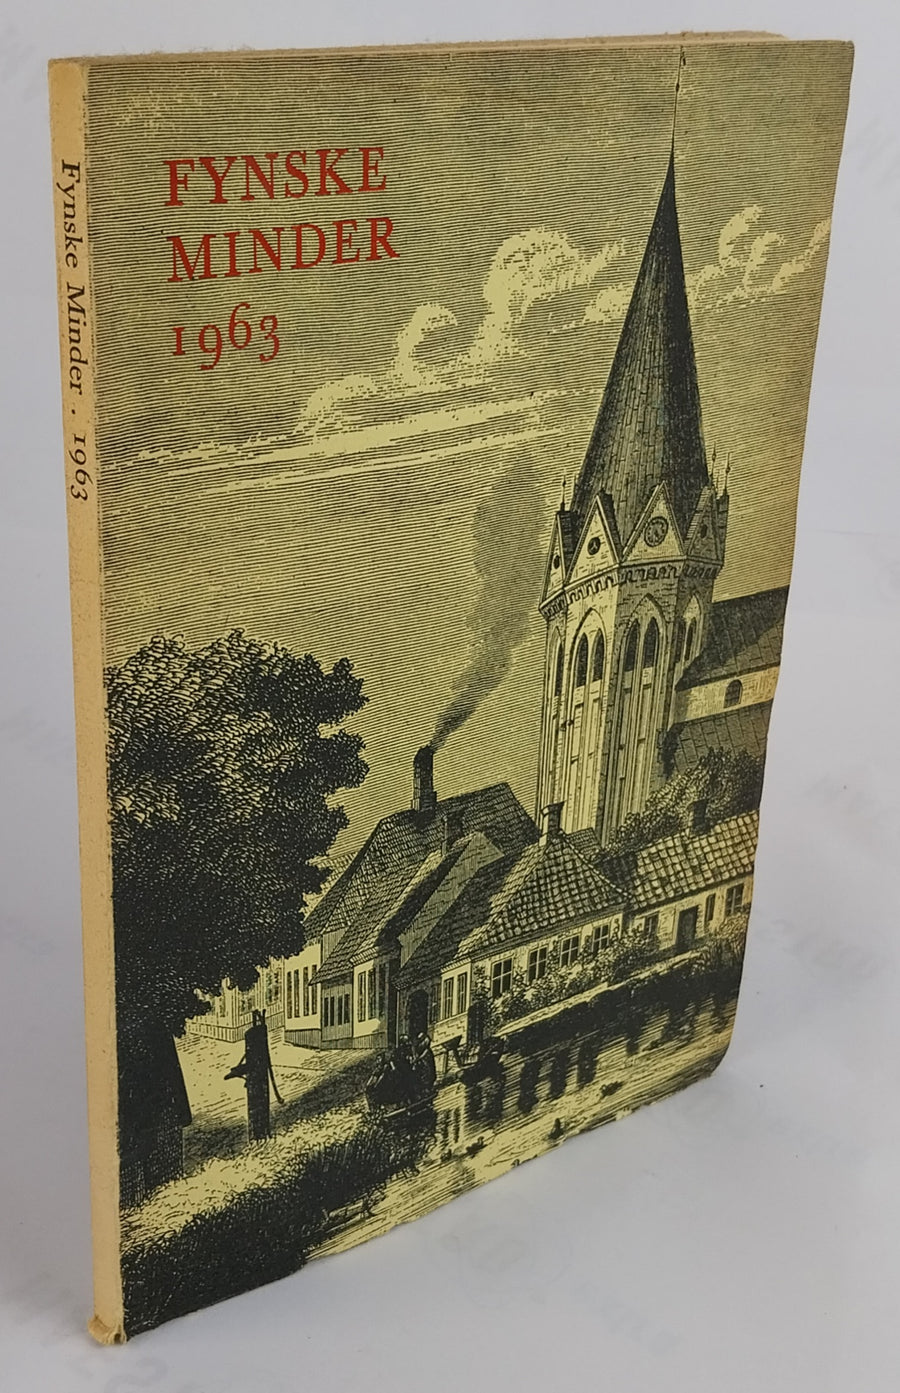 FYNSKE
MINDER
1963
Fynske Minder · 1963